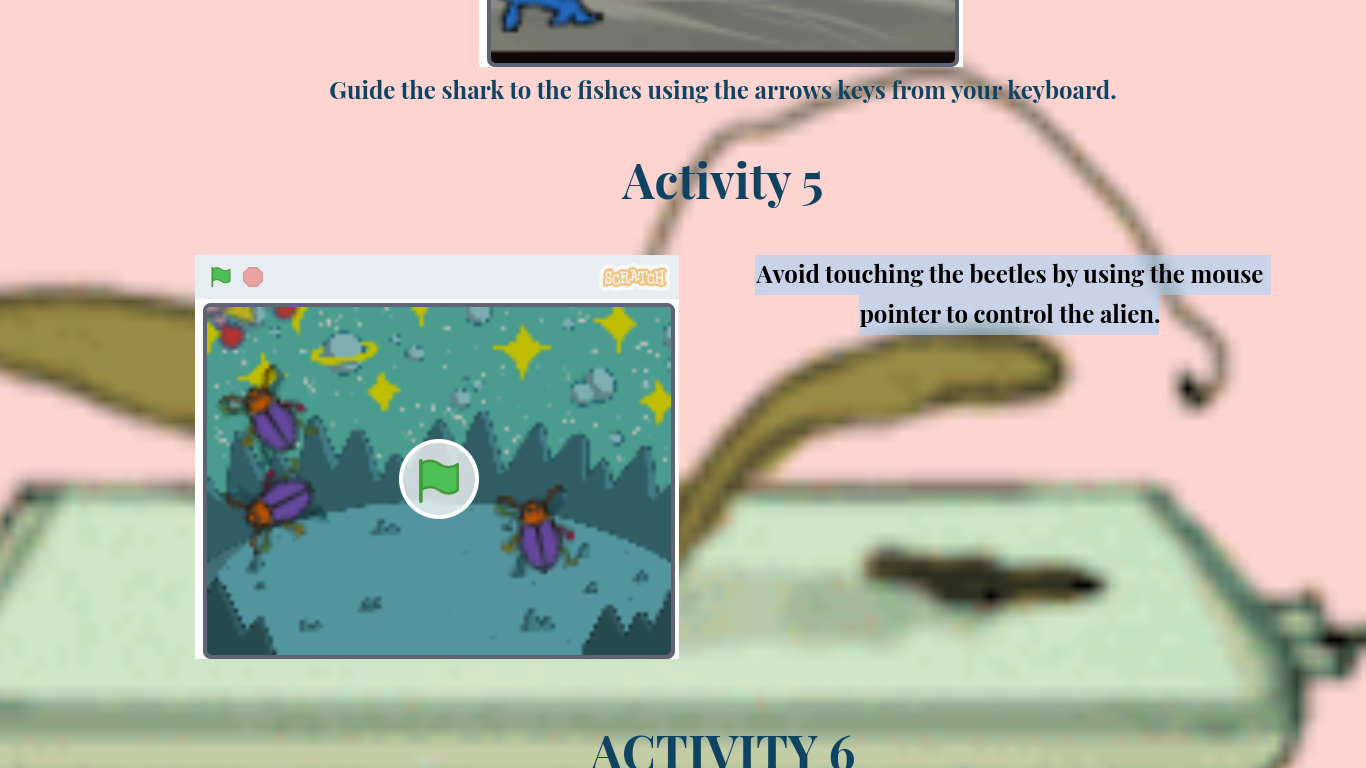 Guide the shark to the fishes using the arrows keys from your keyboard.
Activity 5
SCRATCH
Avoid touching the beetles by using the mouse
pointer to control the alien.
ACTIVITY 6